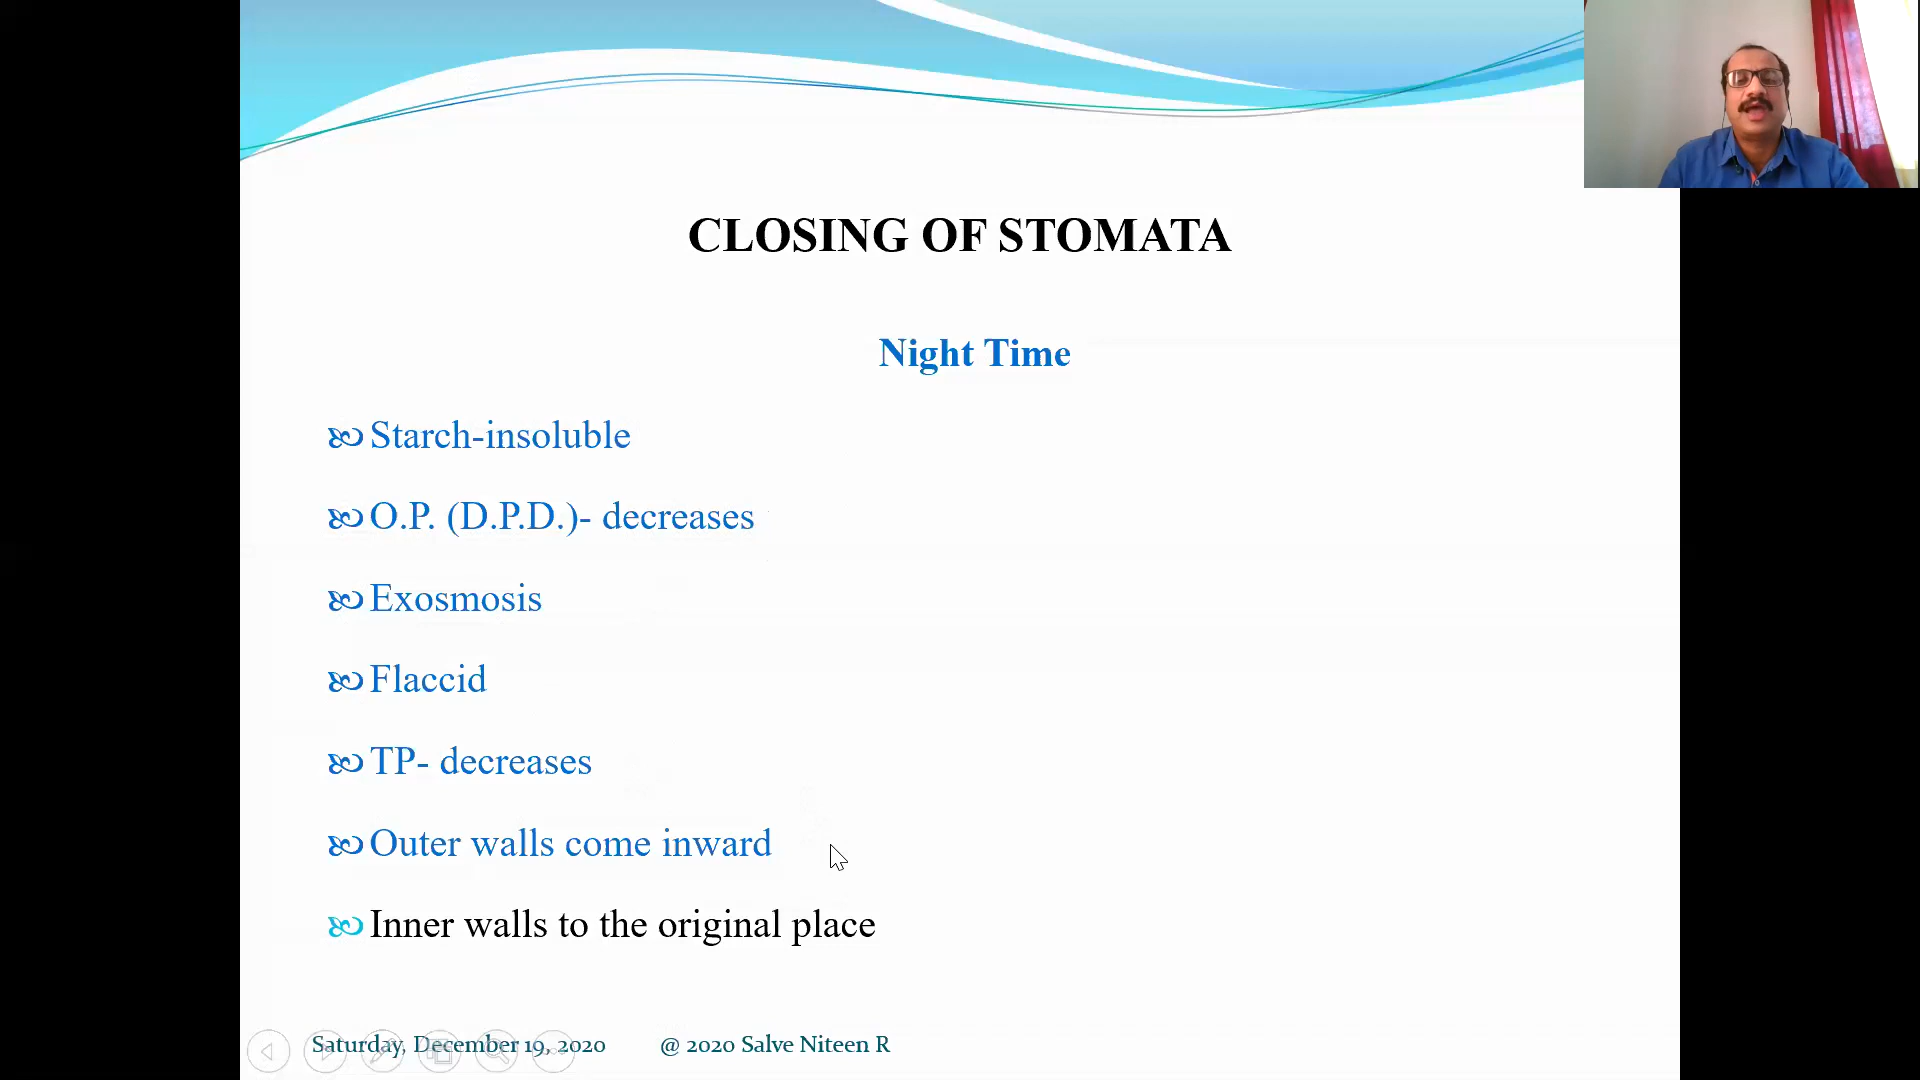 CLOSING OF STOMATA
Night Time
Starch-insoluble
O.P. (D.P.D.)- decreases
Exosmosis
Flaccid
TP- decreases
Outer walls come inward
Inner walls to the original place
Saturday, December 19, 2020 @ 2020 Salve Niteen R